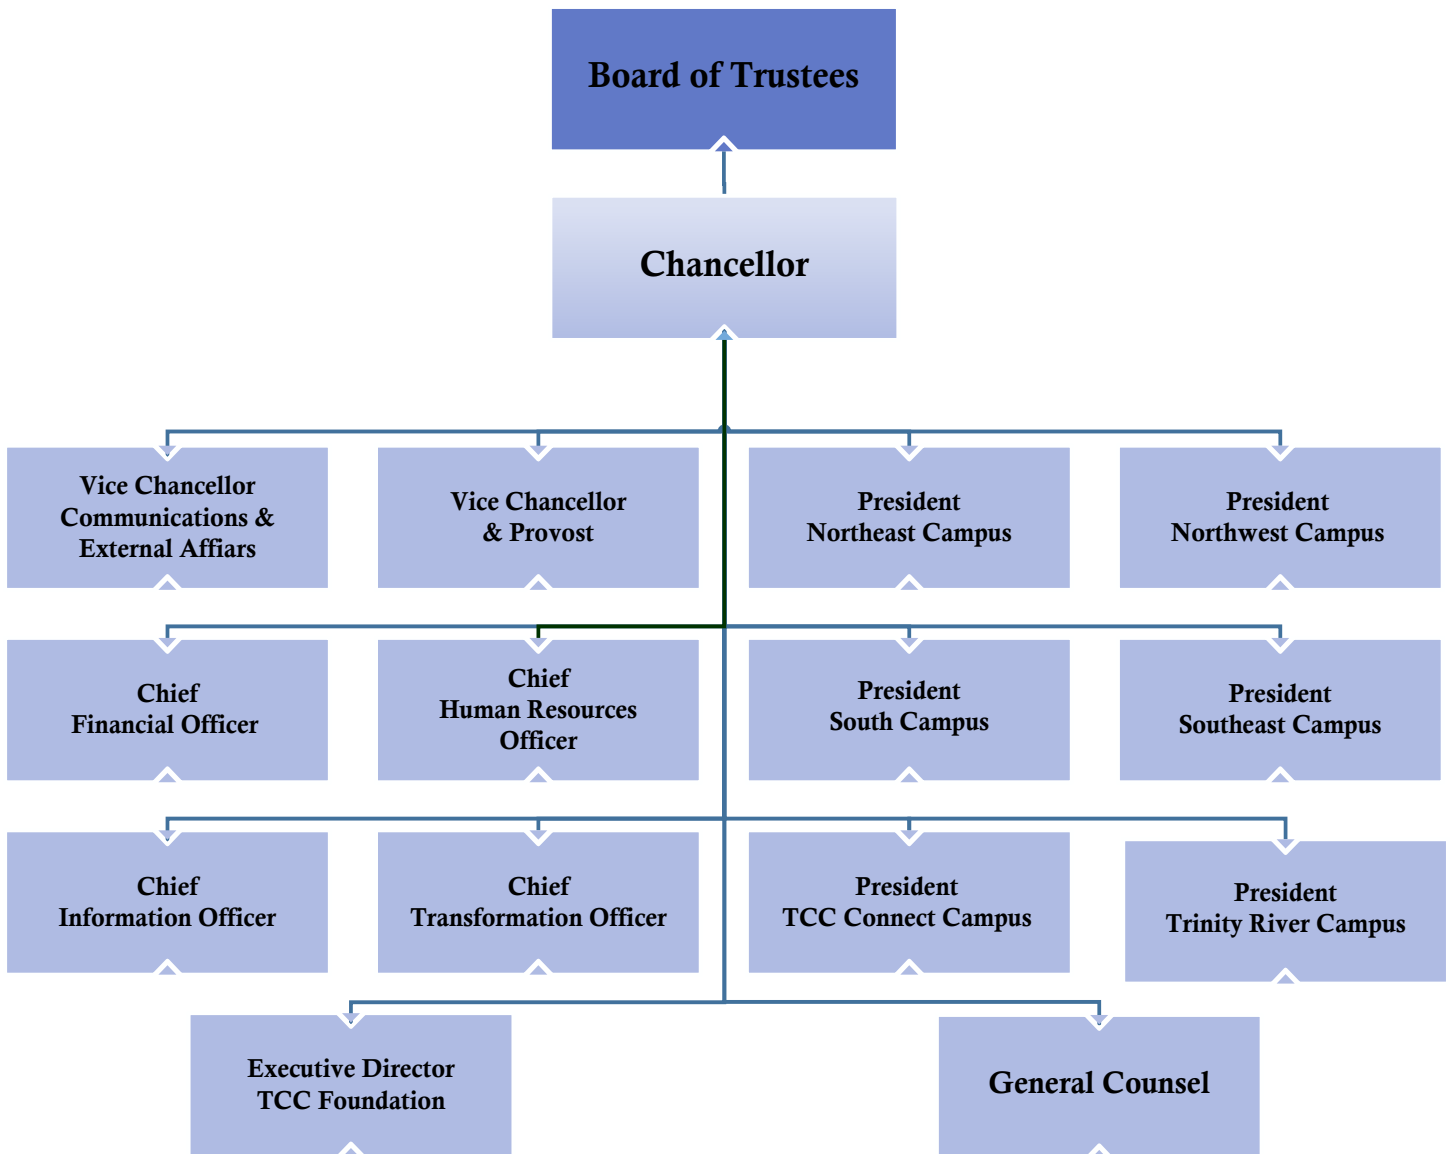 Board of Trustees
Chancellor
Vice Chancellor
Communications &
External Affiars
Vice Chancellor
& Provost
President
Northeast Campus
President
Northwest Campus
Chief
Financial Officer
Chief
Human Resources
Officer
President
South Campus
President
Southeast Campus
Chief
Information Officer
Chief
Transformation Officer
President
TCC Connect Campus
President
Trinity River Campus
Executive Director
TCC Foundation
General Counsel